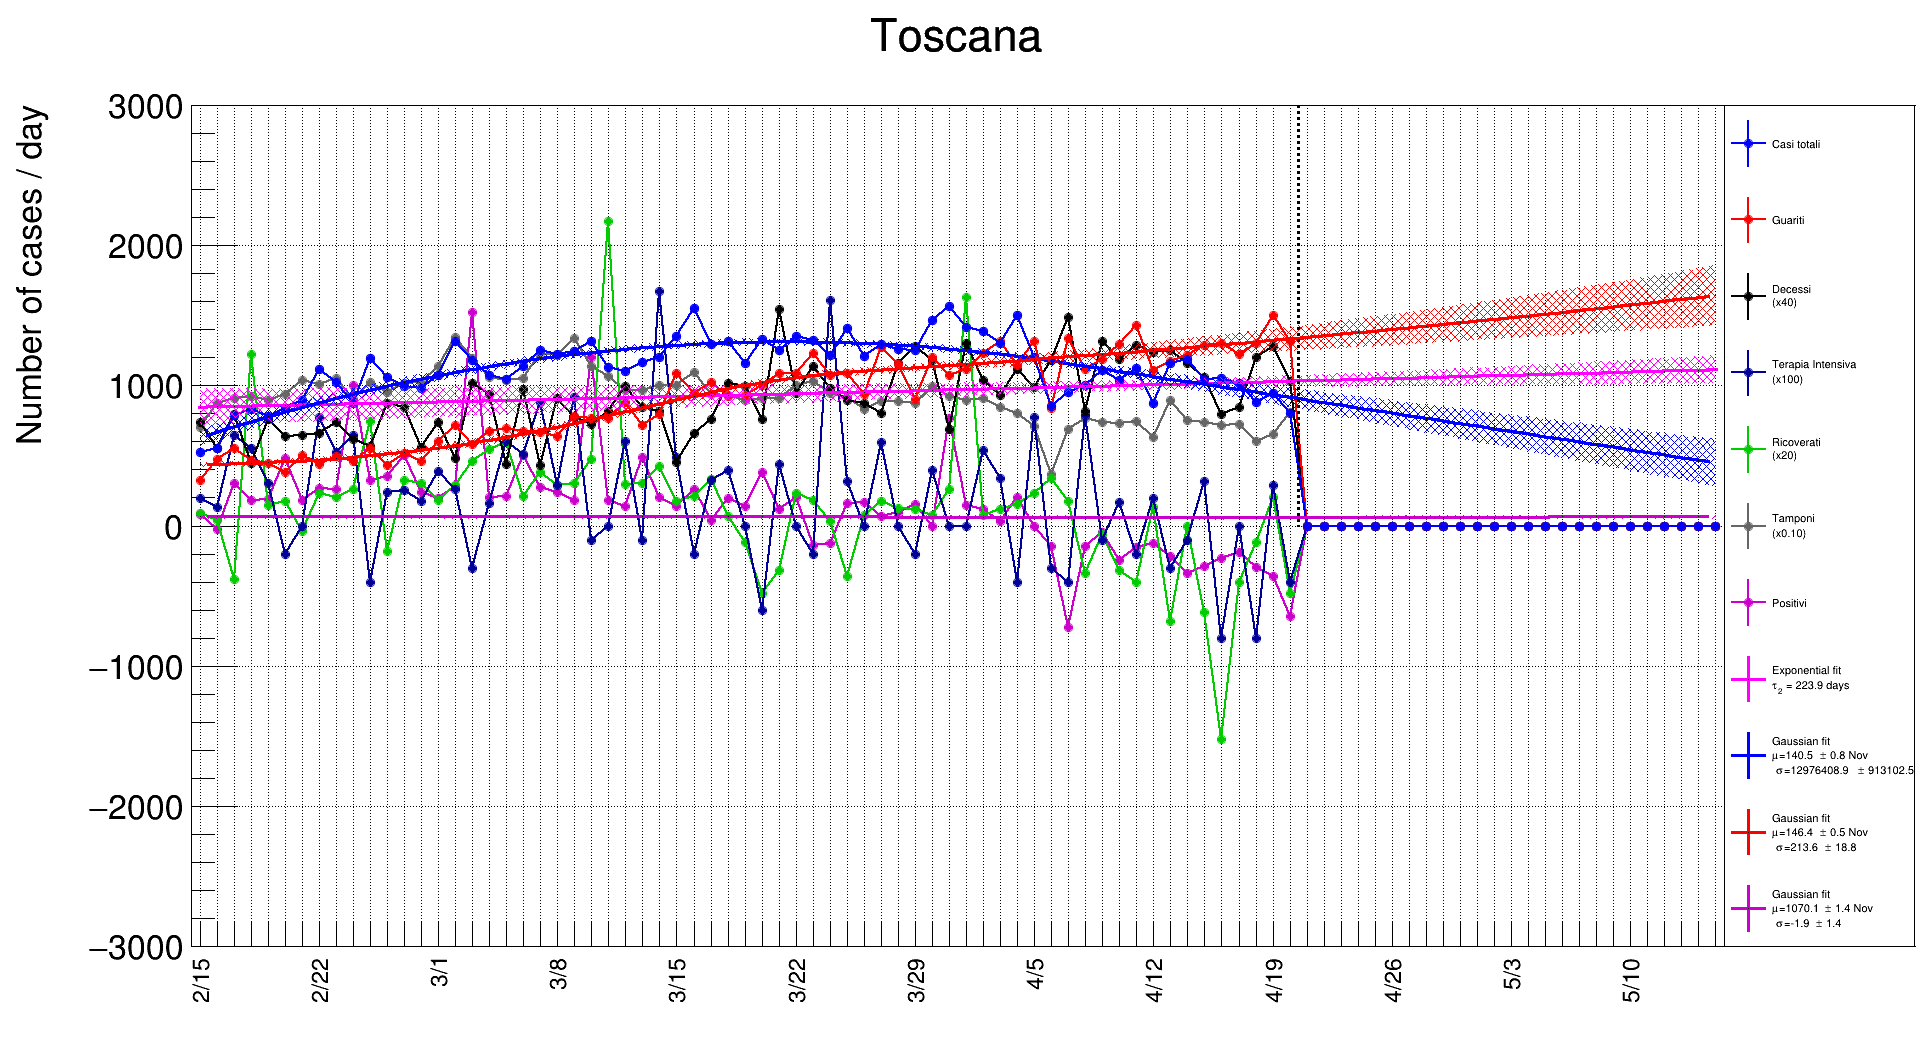 Toscana
Number of cases / day
3000
2000
1000
0
−1000
−2000
−3000
2/15
2/22
3/1
3/8
3/15
3/22
3/29
4/5
4/12
4/19
4/26
5/3
5/10
Casi totali
Guariti
Decessi
(x40)
Terapia Intensiva
(x100)
Ricoverati
(x20)
Tamponi
(x0.10)
Positivi
Exponential fit
τ2 = 223.9 days
Gaussian fit
μ=140.5 ± 0.8 Nov
σ=12976408.9 ± 913102.5
Gaussian fit
μ=146.4 ± 0.5 Nov
σ=213.6 ± 18.8
Gaussian fit
μ=1070.1 ± 1.4 Nov
σ=-1.9 ± 1.4